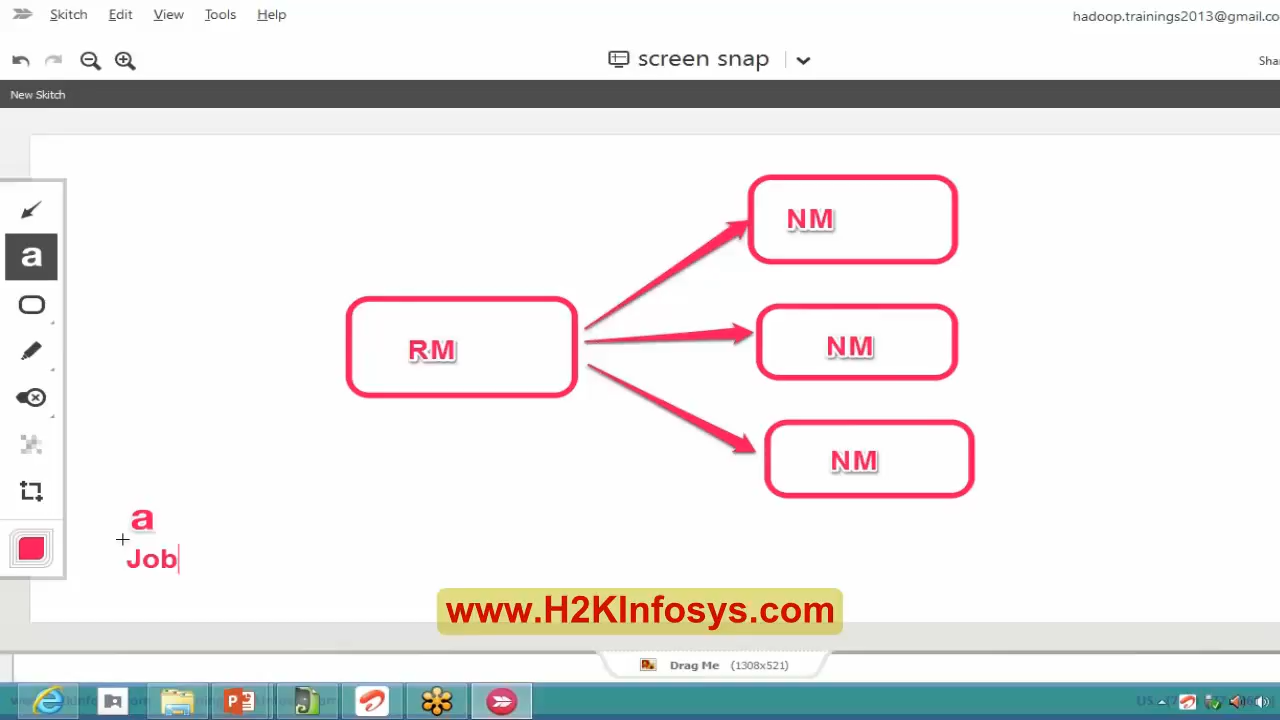 Skitch Edit View Tools Help
hadoop.trainings2013@gmail.co
screen snap
Sha
New Skitch
a
NM
RM
NM
NM
a
Job
www.H2KInfosys.com
Drag Me (1308x521)